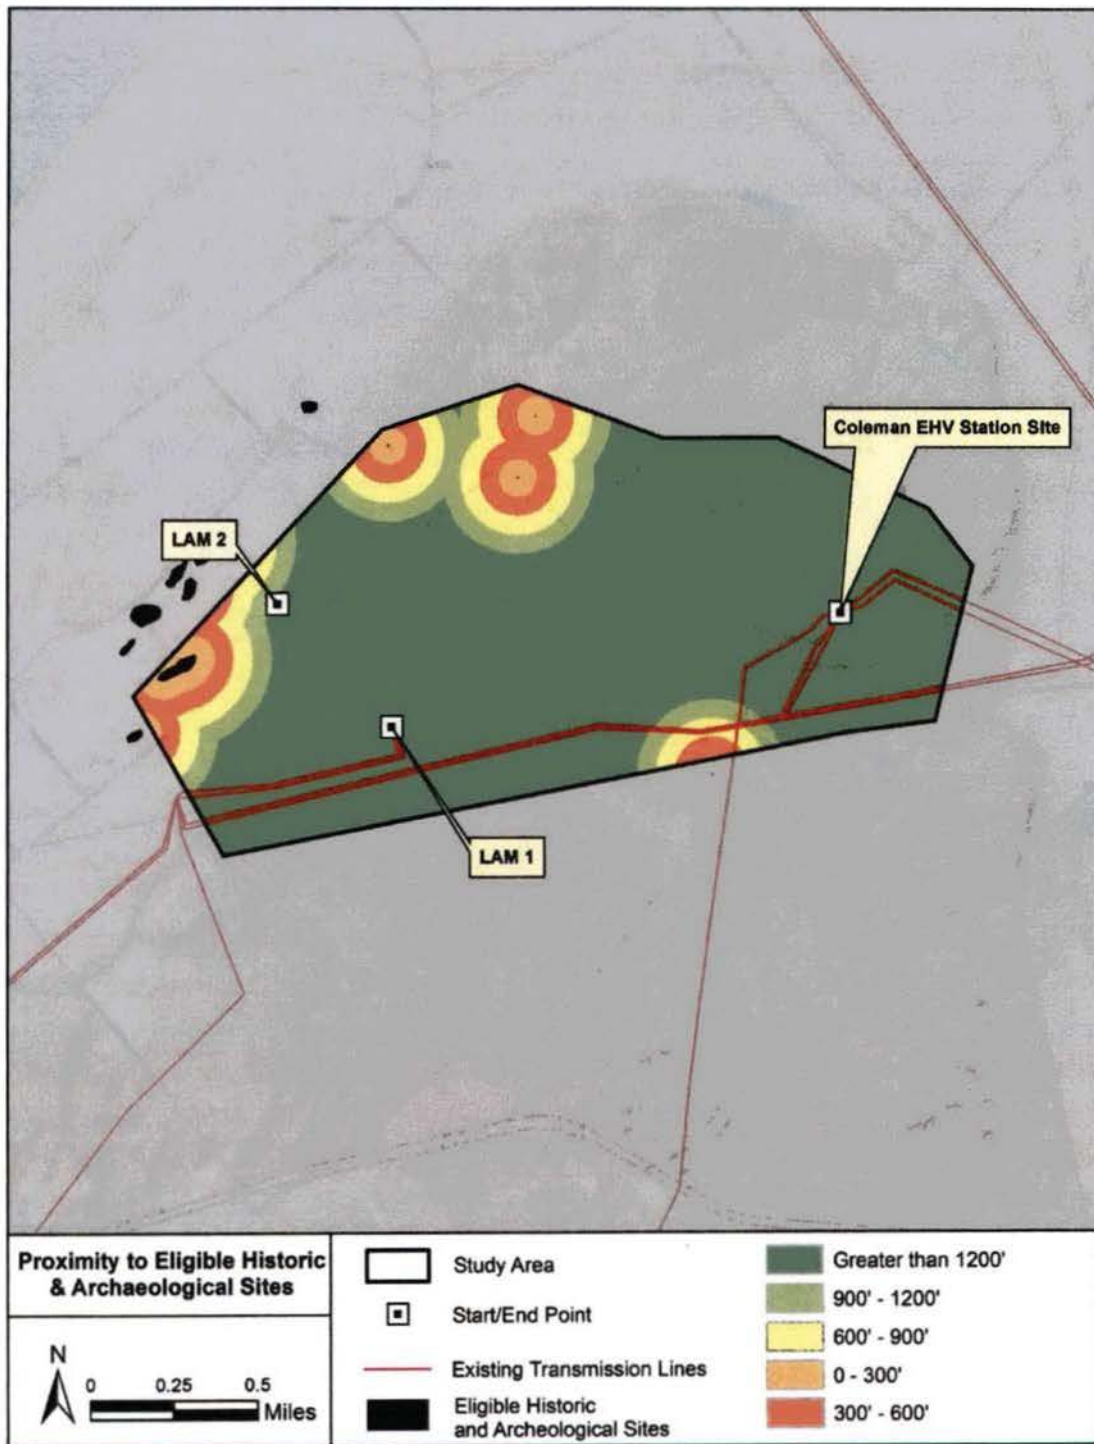 Coleman EHV Station Site
LAM 2
LAM 1
Proximity to Eligible Historic
& Archaeological Sites
N
0 0.25 0.5
Miles
Study Area
Start/End Point
Existing Transmission Lines
Eligible Historic
and Archeological Sites
Greater than 1200'
900' - 1200'
600' - 900'
0 - 300'
300' - 600'